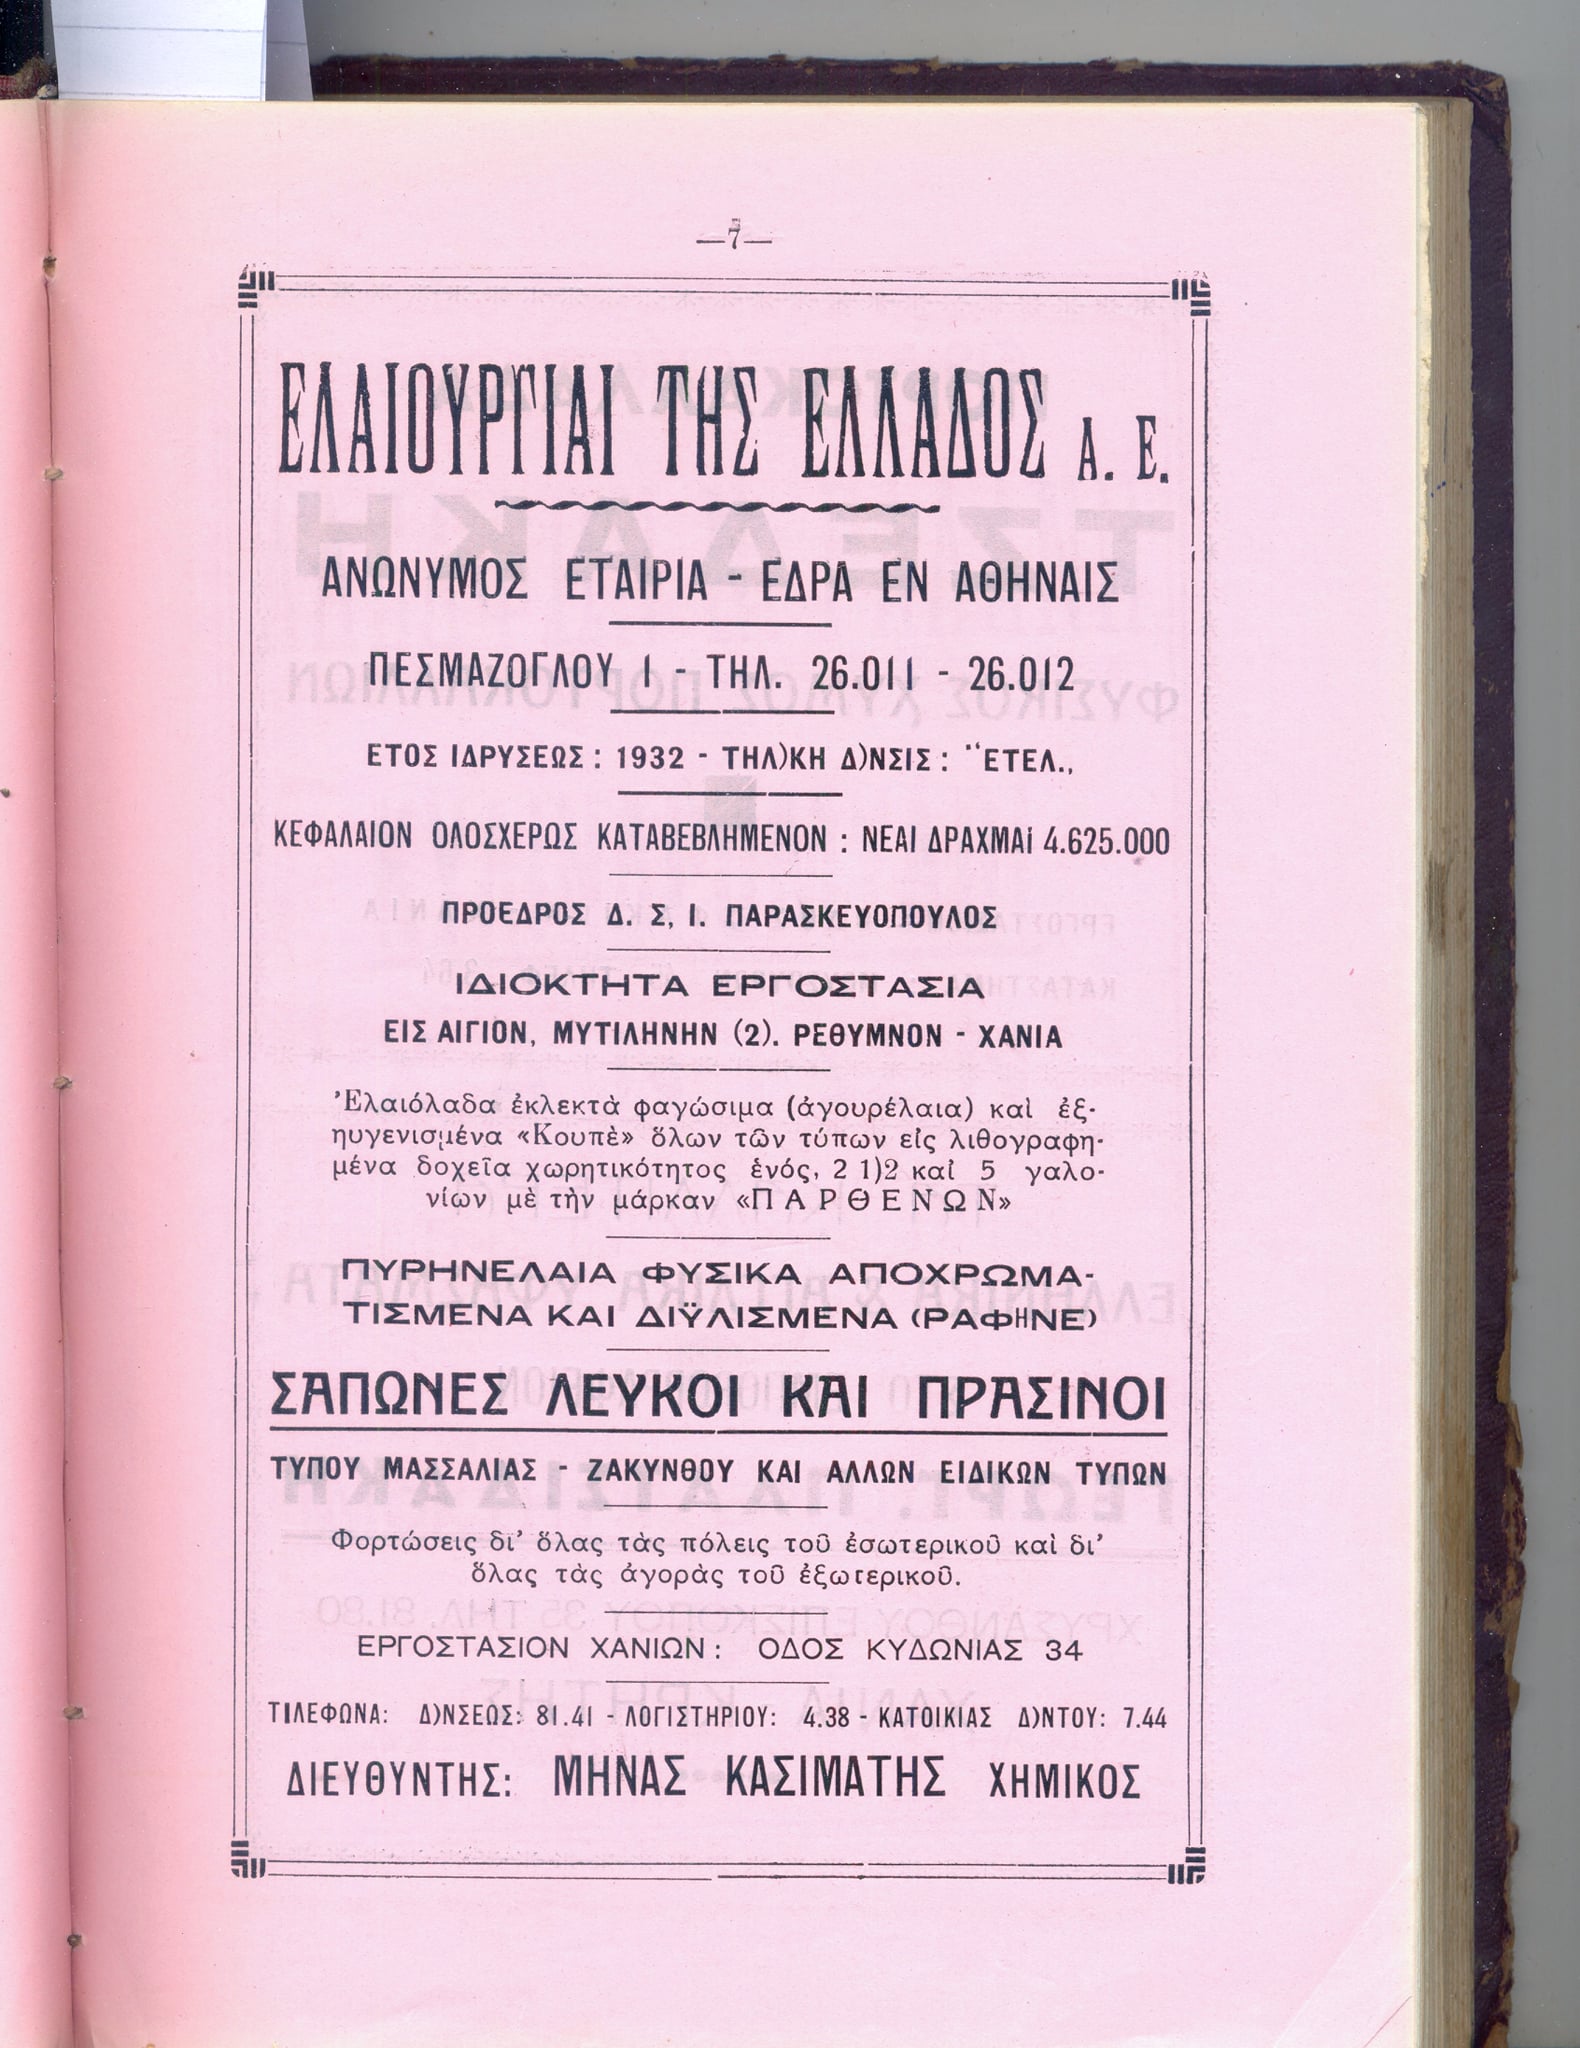 —7—
ΕΛΑΙΟΥΡΓΙΑΙ ΤΗΣ ΕΛΛΑΔΟΣ Α. Ε.
ΑΝΩΝΥΜΟΣ ΕΤΑΙΡΙΑ - ΕΔΡΑ ΕΝ ΑΘΗΝΑΙΣ
ΠΕΣΜΑΖΟΓΛΟΥ 1 - ΤΗΛ. 26.011 - 26.012
ΕΤΟΣ ΙΔΡΥΣΕΩΣ : 1932 - ΤΗΛ)ΚΗ Δ)ΝΣΙΣ : "ΕΤΕΛ.,
ΚΕΦΑΛΑΙΟΝ ΟΛΟΣΧΕΡΩΣ ΚΑΤΑΒΕΒΛΗΜΕΝΟΝ : ΝΕΑΙ ΔΡΑΧΜΑΙ 4.625.000
ΠΡΟΕΔΡΟΣ Δ. Σ, Ι. ΠΑΡΑΣΚΕΥΟΠΟΥΛΟΣ
ΙΔΙΟΚΤΗΤΑ ΕΡΓΟΣΤΑΣΙΑ
ΕΙΣ ΑΙΓΙΟΝ, ΜΥΤΙΛΗΝΗΝ (2). ΡΕΘΥΜΝΟΝ - ΧΑΝΙΑ
Ἐλαιόλαδα ἐκλεκτὰ φαγώσιμα (ἀγουρέλαια) καὶ ἐξ-
ηυγενισμένα «Κουπὲ» ὅλων τῶν τύπων εἰς λιθογραφη-
μένα δοχεῖα χωρητικότητος ἑνός, 2 1)2 καὶ 5 γαλο-
νίων μὲ τὴν μάρκαν «ΠΑΡΘΕΝΩΝ»
ΠΥΡΗΝΕΛΑΙΑ ΦΥΣΙΚΑ ΑΠΟΧΡΩΜΑ-
ΤΙΣΜΕΝΑ ΚΑΙ ΔΙΫΛΙΣΜΕΝΑ (ΡΑΦΗΝΕ)
ΣΑΠΩΝΕΣ ΛΕΥΚΟΙ ΚΑΙ ΠΡΑΣΙΝΟΙ
ΤΥΠΟΥ ΜΑΣΣΑΛΙΑΣ - ΖΑΚΥΝΘΟΥ ΚΑΙ ΑΛΛΩΝ ΕΙΔΙΚΩΝ ΤΥΠΩΝ
Φορτώσεις δι' ὅλας τὰς πόλεις τοῦ ἐσωτερικοῦ καὶ δι'
ὅλας τὰς ἀγορὰς τοῦ ἐξωτερικοῦ.
ΕΡΓΟΣΤΑΣΙΟΝ ΧΑΝΙΩΝ : ΟΔΟΣ ΚΥΔΩΝΙΑΣ 34
ΤΙΛΕΦΩΝΑ: Δ)ΝΣΕΩΣ: 81.41 - ΛΟΓΙΣΤΗΡΙΟΥ: 4.38 - ΚΑΤΟΙΚΙΑΣ Δ)ΝΤΟΥ: 7.44
ΔΙΕΥΘΥΝΤΗΣ: ΜΗΝΑΣ ΚΑΣΙΜΑΤΗΣ ΧΗΜΙΚΟΣ